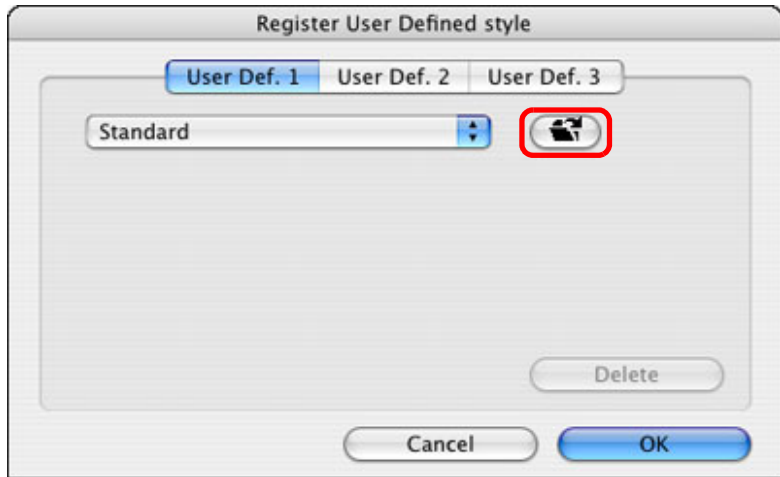 Register User Defined style
User Def. 1 User Def. 2 User Def. 3
Standard
Delete
Cancel OK